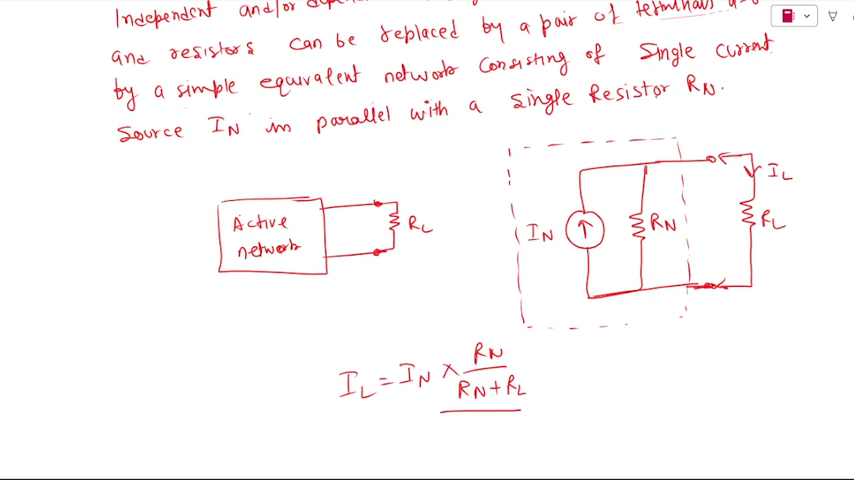 Independent and/or
and resistors can be replaced by a pair of terminals
by a simple equivalent network consisting of Single current
Source IN in parallel with a Single Resistor RN.
Active
network
RL
IN
RN
IL
RL
IL = IN × RN / RN + RL